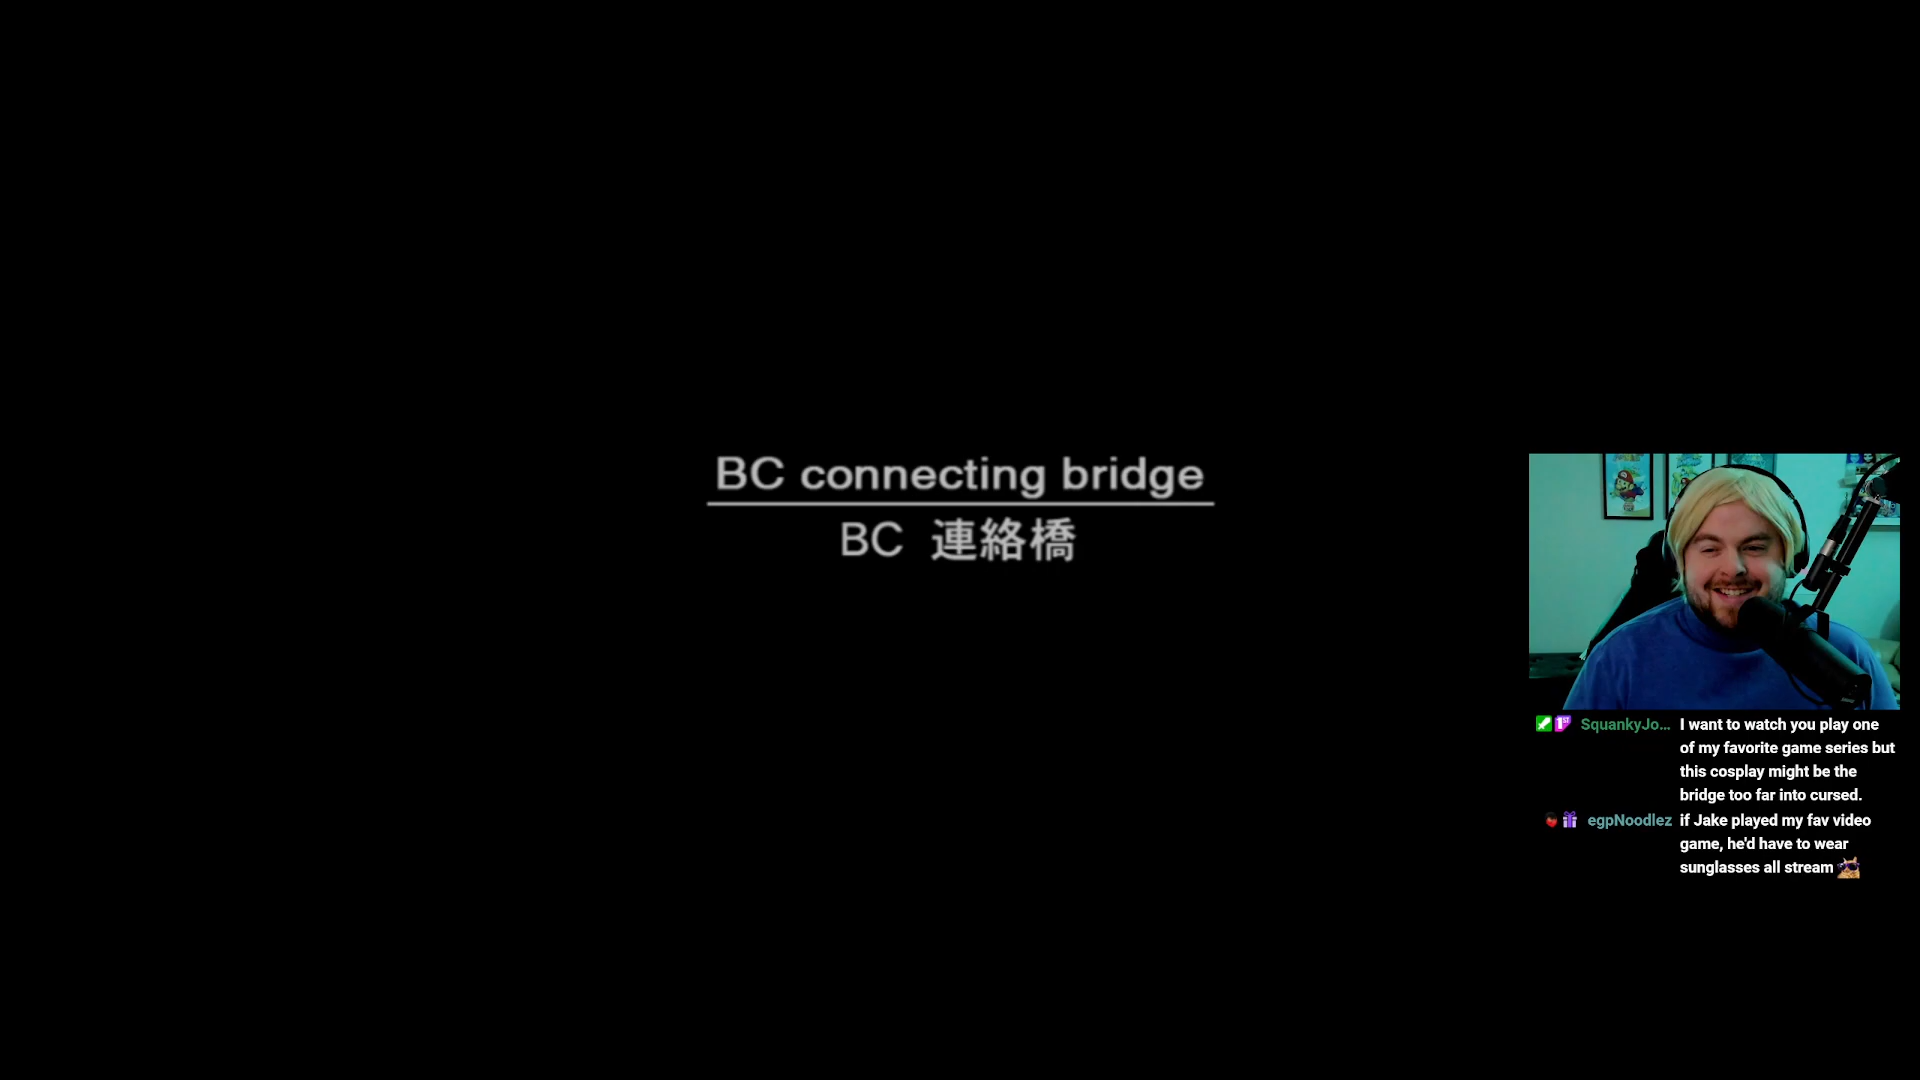 BC connecting bridge
BC 連絡橋
SquankyJo... I want to watch you play one
of my favorite game series but
this cosplay might be the
bridge too far into cursed.
egpNoodlez if Jake played my fav video
game, he'd have to wear
sunglasses all stream